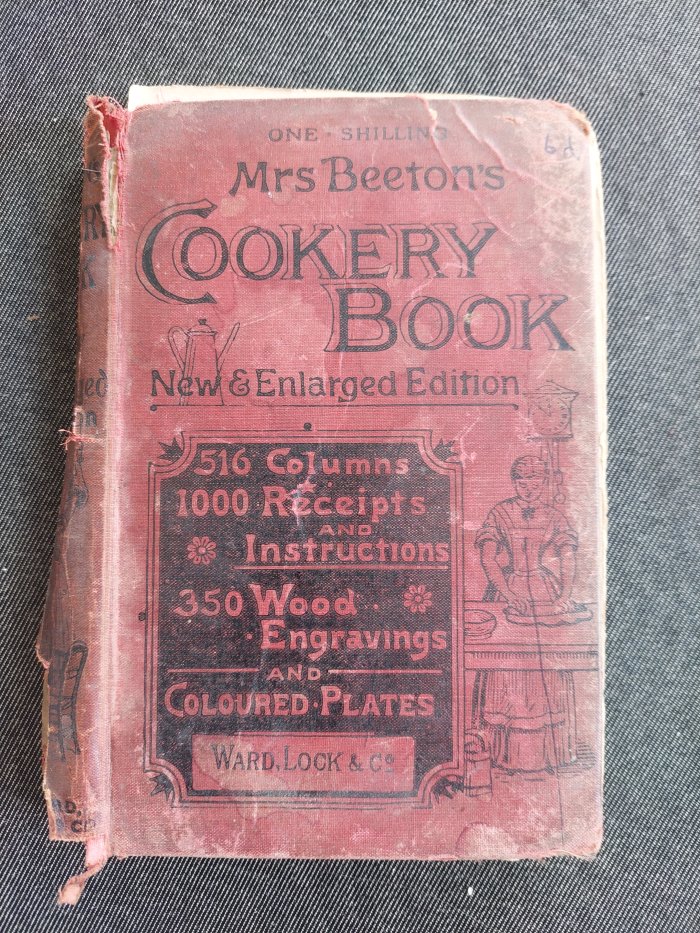 ONE · SHILLING
6d
Mrs Beeton's
COOKERY
BOOK
New & Enlarged Edition
516 Columns
1000 Receipts
AND
Instructions
350 Wood
Engravings
AND
COLOURED · PLATES
WARD, LOCK & Co